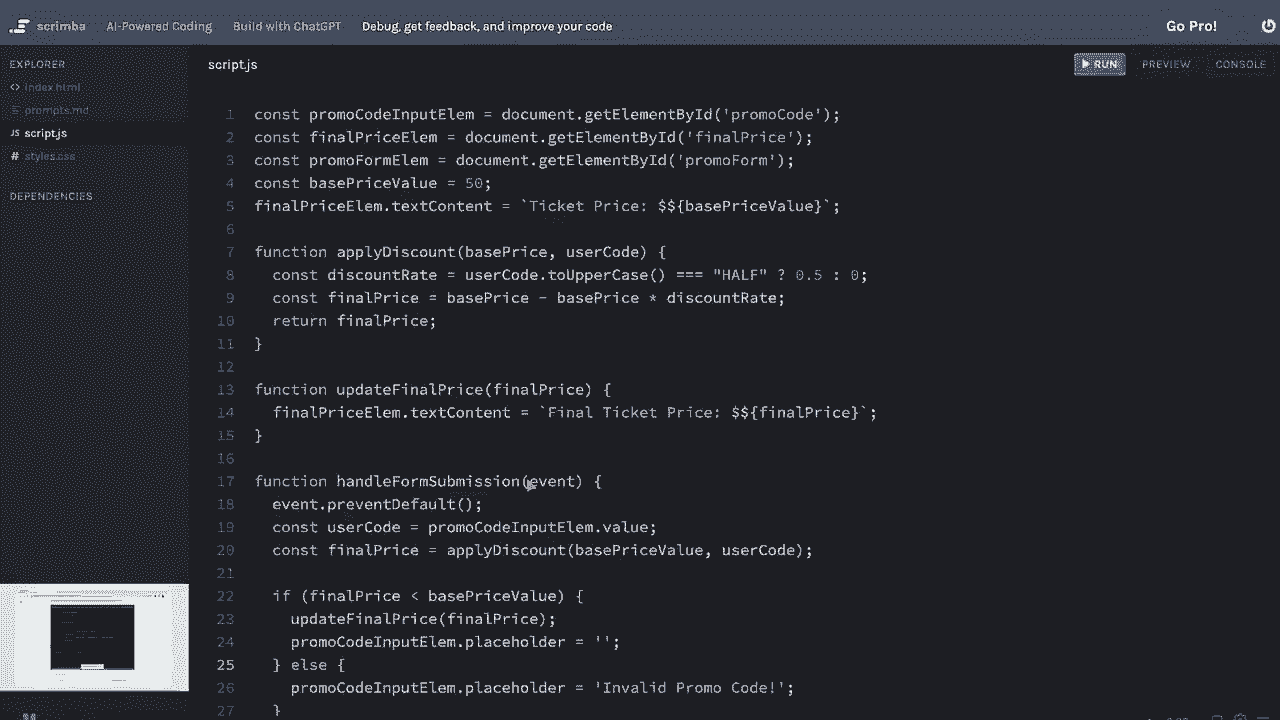 scrimba AI-Powered Coding Build with ChatGPT Debug, get feedback, and improve your code Go Pro!
EXPLORER
<> index.html
prompts.md
JS script.js
# styles.css
DEPENDENCIES
script.js RUN PREVIEW CONSOLE
1 const promoCodeInputElem = document.getElementById('promoCode');
2 const finalPriceElem = document.getElementById('finalPrice');
3 const promoFormElem = document.getElementById('promoForm');
4 const basePriceValue = 50;
5 finalPriceElem.textContent = `Ticket Price: $${basePriceValue}`;
6
7 function applyDiscount(basePrice, userCode) {
8 const discountRate = userCode.toUpperCase() === "HALF" ? 0.5 : 0;
9 const finalPrice = basePrice - basePrice * discountRate;
10 return finalPrice;
11 }
12
13 function updateFinalPrice(finalPrice) {
14 finalPriceElem.textContent = `Final Ticket Price: $${finalPrice}`;
15 }
16
17 function handleFormSubmission(event) {
18 event.preventDefault();
19 const userCode = promoCodeInputElem.value;
20 const finalPrice = applyDiscount(basePriceValue, userCode);
21
22 if (finalPrice < basePriceValue) {
23 updateFinalPrice(finalPrice);
24 promoCodeInputElem.placeholder = '';
25 } else {
26 promoCodeInputElem.placeholder = 'Invalid Promo Code!';
27 }